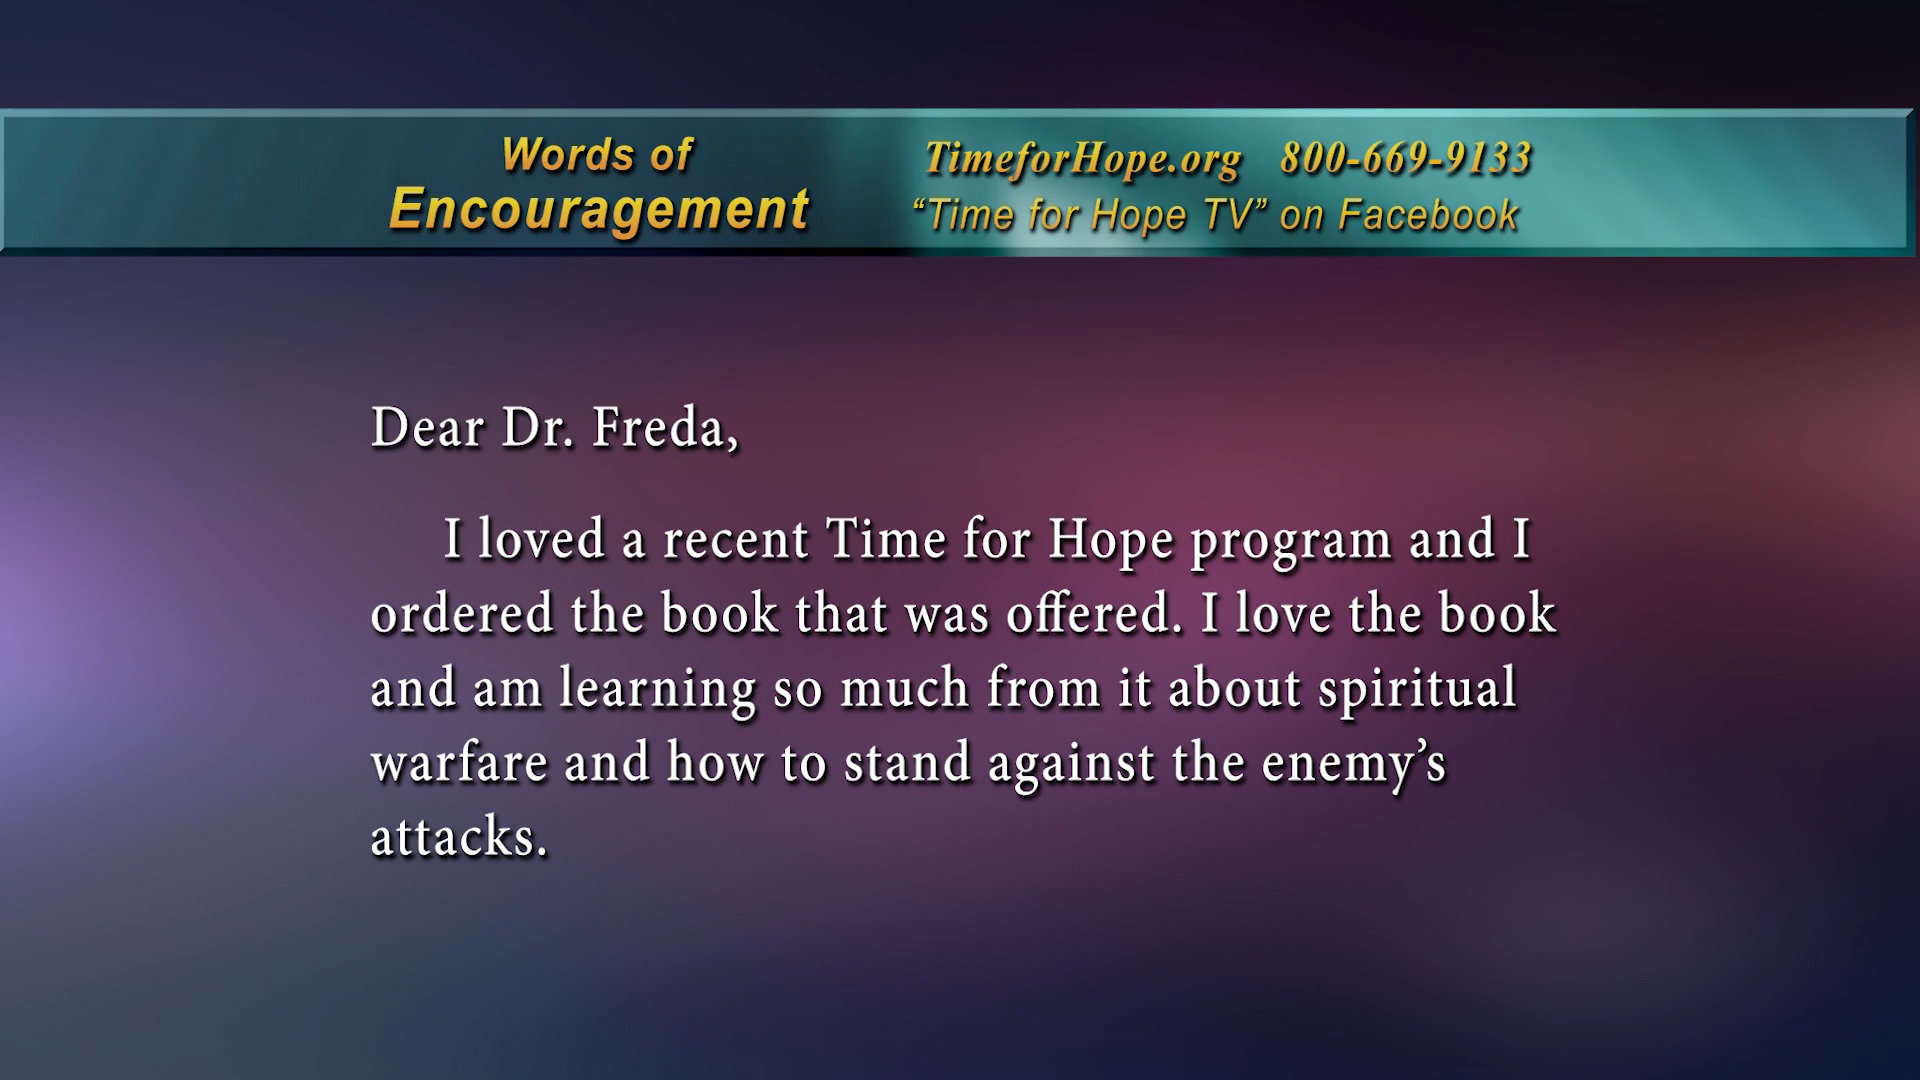 Words of
Encouragement
TimeforHope.org 800-669-9133
“Time for Hope TV” on Facebook
Dear Dr. Freda,
I loved a recent Time for Hope program and I
ordered the book that was offered. I love the book
and am learning so much from it about spiritual
warfare and how to stand against the enemy’s
attacks.